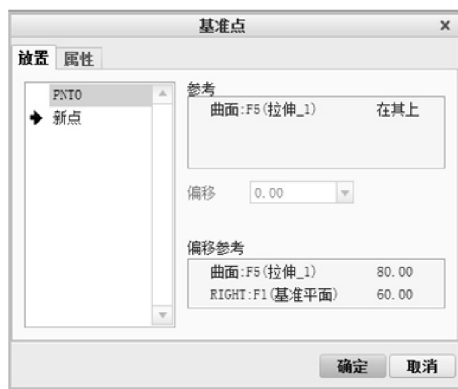 基准点
放置 属性
PNT0
新点
参考
曲面:F5(拉伸_1) 在其上
偏移 0.00
偏移参考
曲面:F5(拉伸_1) 80.00
RIGHT:F1(基准平面) 60.00
确定 取消